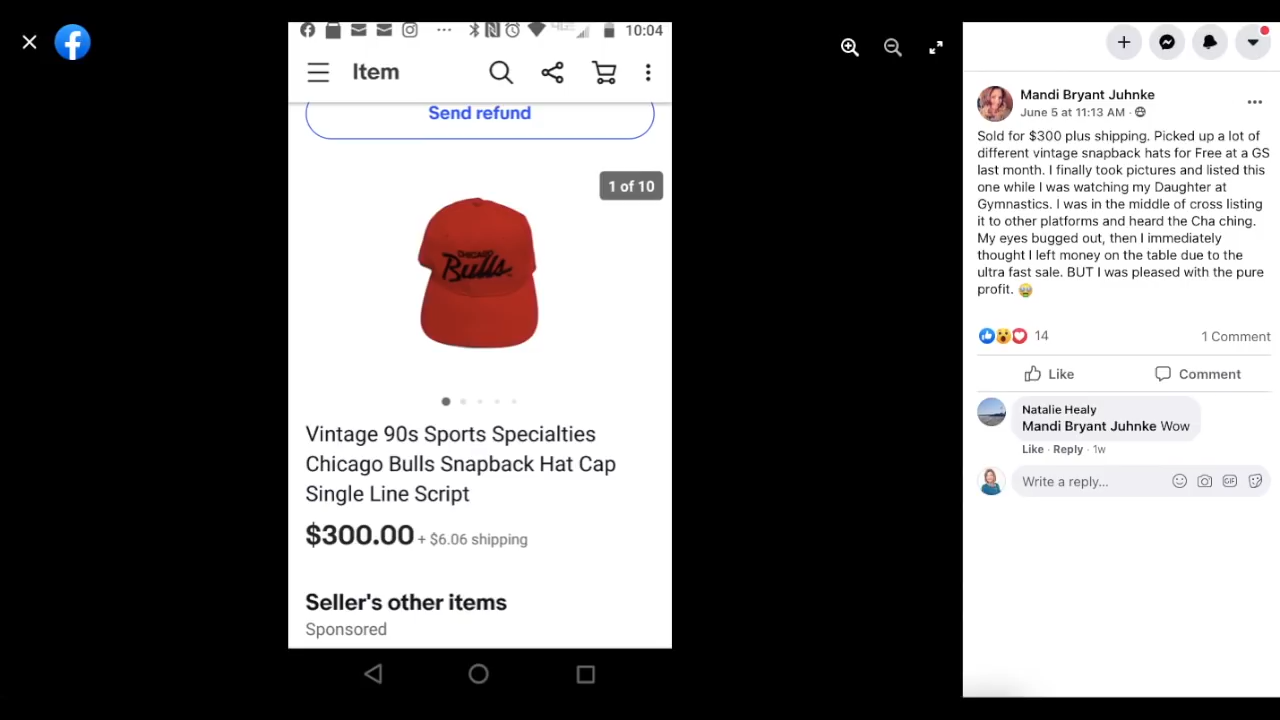 10:04
Item
Send refund
1 of 10
CHICAGO
Bulls
Vintage 90s Sports Specialties
Chicago Bulls Snapback Hat Cap
Single Line Script
$300.00 + $6.06 shipping
Seller's other items
Sponsored
Mandi Bryant Juhnke
June 5 at 11:13 AM ·
Sold for $300 plus shipping. Picked up a lot of
different vintage snapback hats for Free at a GS
last month. I finally took pictures and listed this
one while I was watching my Daughter at
Gymnastics. I was in the middle of cross listing
it to other platforms and heard the Cha ching.
My eyes bugged out, then I immediately
thought I left money on the table due to the
ultra fast sale. BUT I was pleased with the pure
profit. 😭
14
1 Comment
Like
Comment
Natalie Healy
Mandi Bryant Juhnke Wow
Like · Reply · 1w
Write a reply...
GIF